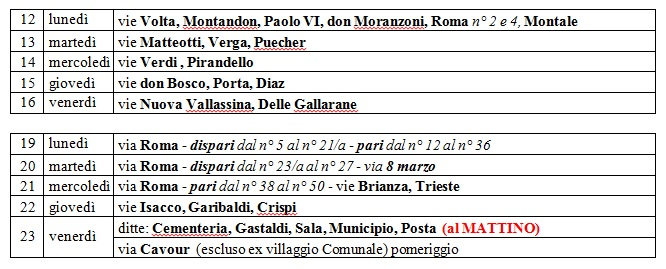 12 lunedì vie Volta, Montandon, Paolo VI, don Moranzoni, Roma n° 2 e 4, Montale
13 martedì vie Matteotti, Verga, Puecher
14 mercoledì vie Verdi , Pirandello
15 giovedì vie don Bosco, Porta, Diaz
16 venerdì vie Nuova Vallassina, Delle Gallarane
19 lunedì via Roma - dispari dal n° 5 al n° 21/a - pari dal n° 12 al n° 36
20 martedì via Roma - dispari dal n° 23/a al n° 27 - via 8 marzo
21 mercoledì via Roma - pari dal n° 38 al n° 50 - vie Brianza, Trieste
22 giovedì vie Isacco, Garibaldi, Crispi
23 venerdì ditte: Cementeria, Gastaldi, Sala, Municipio, Posta (al MATTINO)
via Cavour (escluso ex villaggio Comunale) pomeriggio